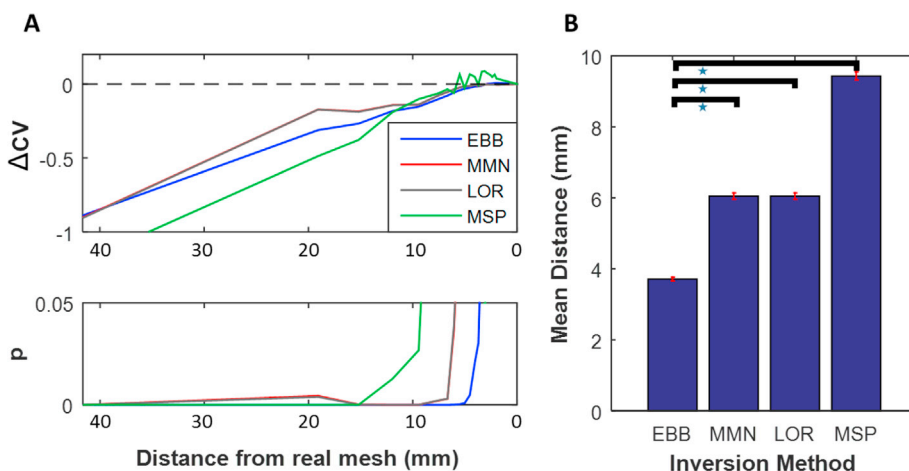 A
ΔCV
0
-0.5
-1
EBB
MMN
LOR
MSP
40
30
20
10
0
p
0.05
0
40
30
20
10
0
Distance from real mesh (mm)
B
Mean Distance (mm)
10
8
6
4
2
0
EBB MMN LOR MSP
Inversion Method